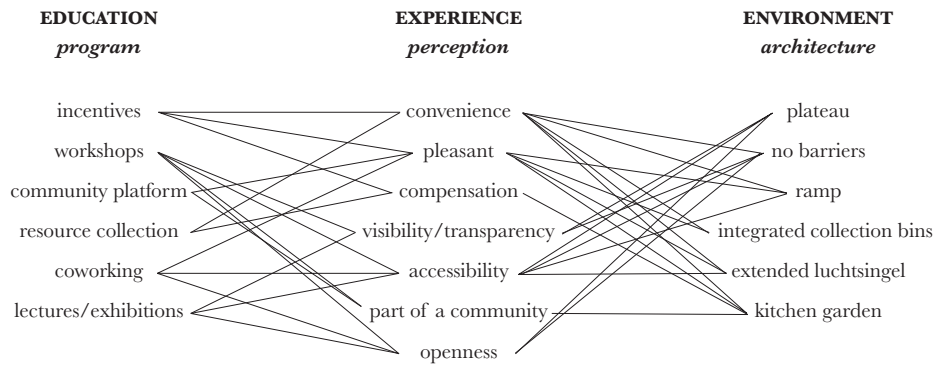 EDUCATION
program
incentives
workshops
community platform
resource collection
coworking
lectures/exhibitions
EXPERIENCE
perception
convenience
pleasant
compensation
visibility/transparency
accessibility
part of a community
openness
ENVIRONMENT
architecture
plateau
no barriers
ramp
integrated collection bins
extended luchtsingel
kitchen garden